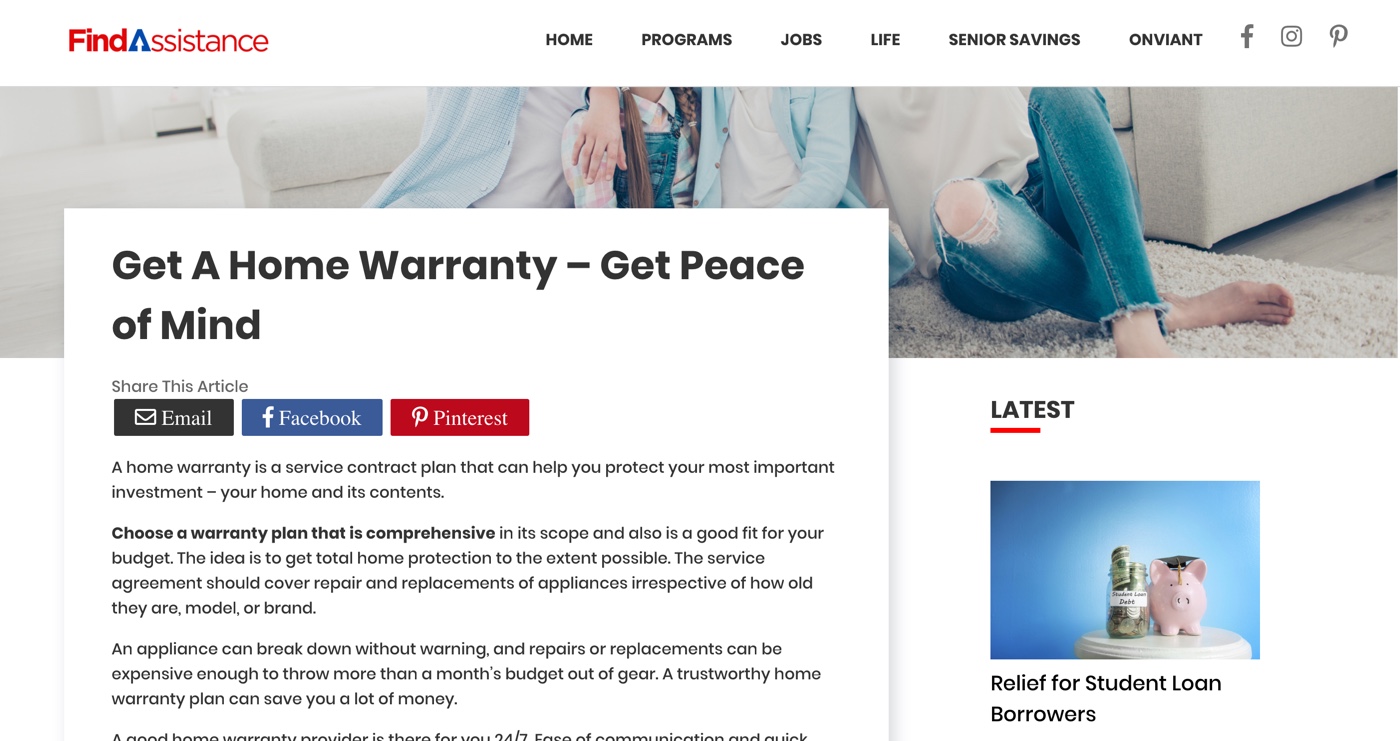 FindAssistance
HOME PROGRAMS JOBS LIFE SENIOR SAVINGS ONVIANT
Get A Home Warranty – Get Peace
of Mind
Share This Article
Email Facebook Pinterest
A home warranty is a service contract plan that can help you protect your most important
investment – your home and its contents.
Choose a warranty plan that is comprehensive in its scope and also is a good fit for your
budget. The idea is to get total home protection to the extent possible. The service
agreement should cover repair and replacements of appliances irrespective of how old
they are, model, or brand.
An appliance can break down without warning, and repairs or replacements can be
expensive enough to throw more than a month's budget out of gear. A trustworthy home
warranty plan can save you a lot of money.
A good home warranty provider is there for you 24/7. Ease of communication and quick
LATEST
Student Loan
Debt
Relief for Student Loan
Borrowers